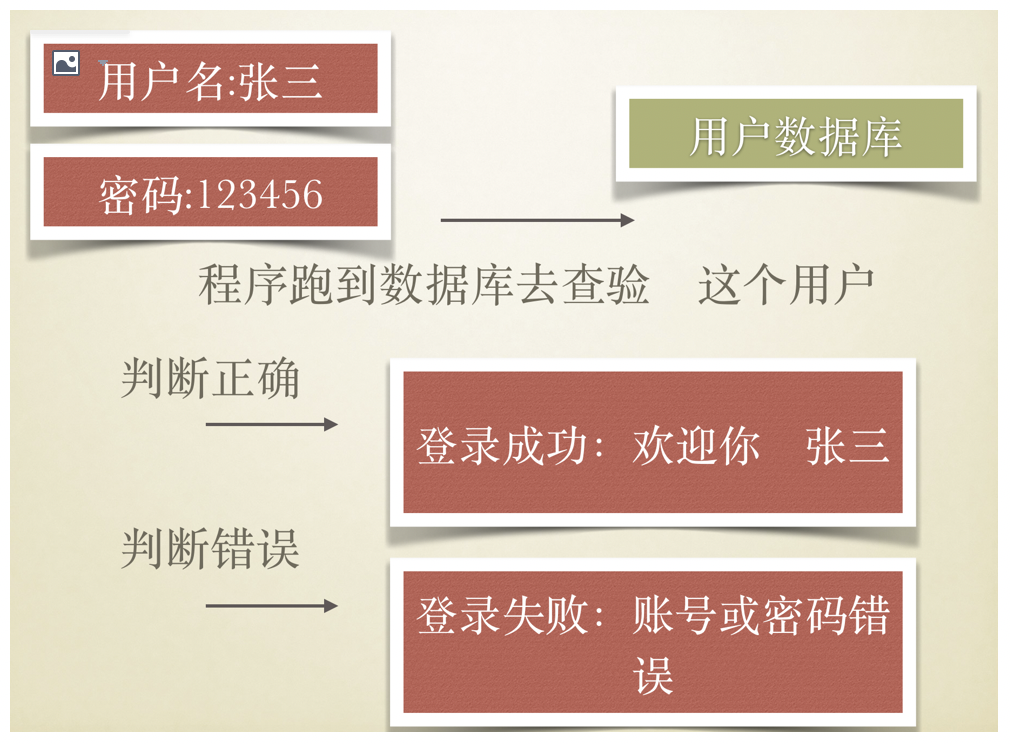 用户名:张三
用户数据库
密码:123456
程序跑到数据库去查验　这个用户
判断正确
登录成功：欢迎你　张三
判断错误
登录失败：账号或密码错
误